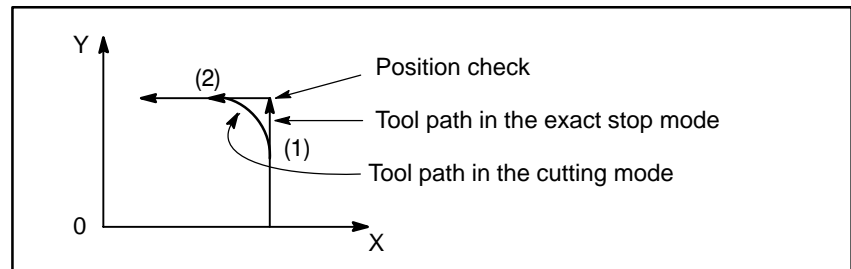 Y
(2)
Position check
Tool path in the exact stop mode
(1)
Tool path in the cutting mode
0
X